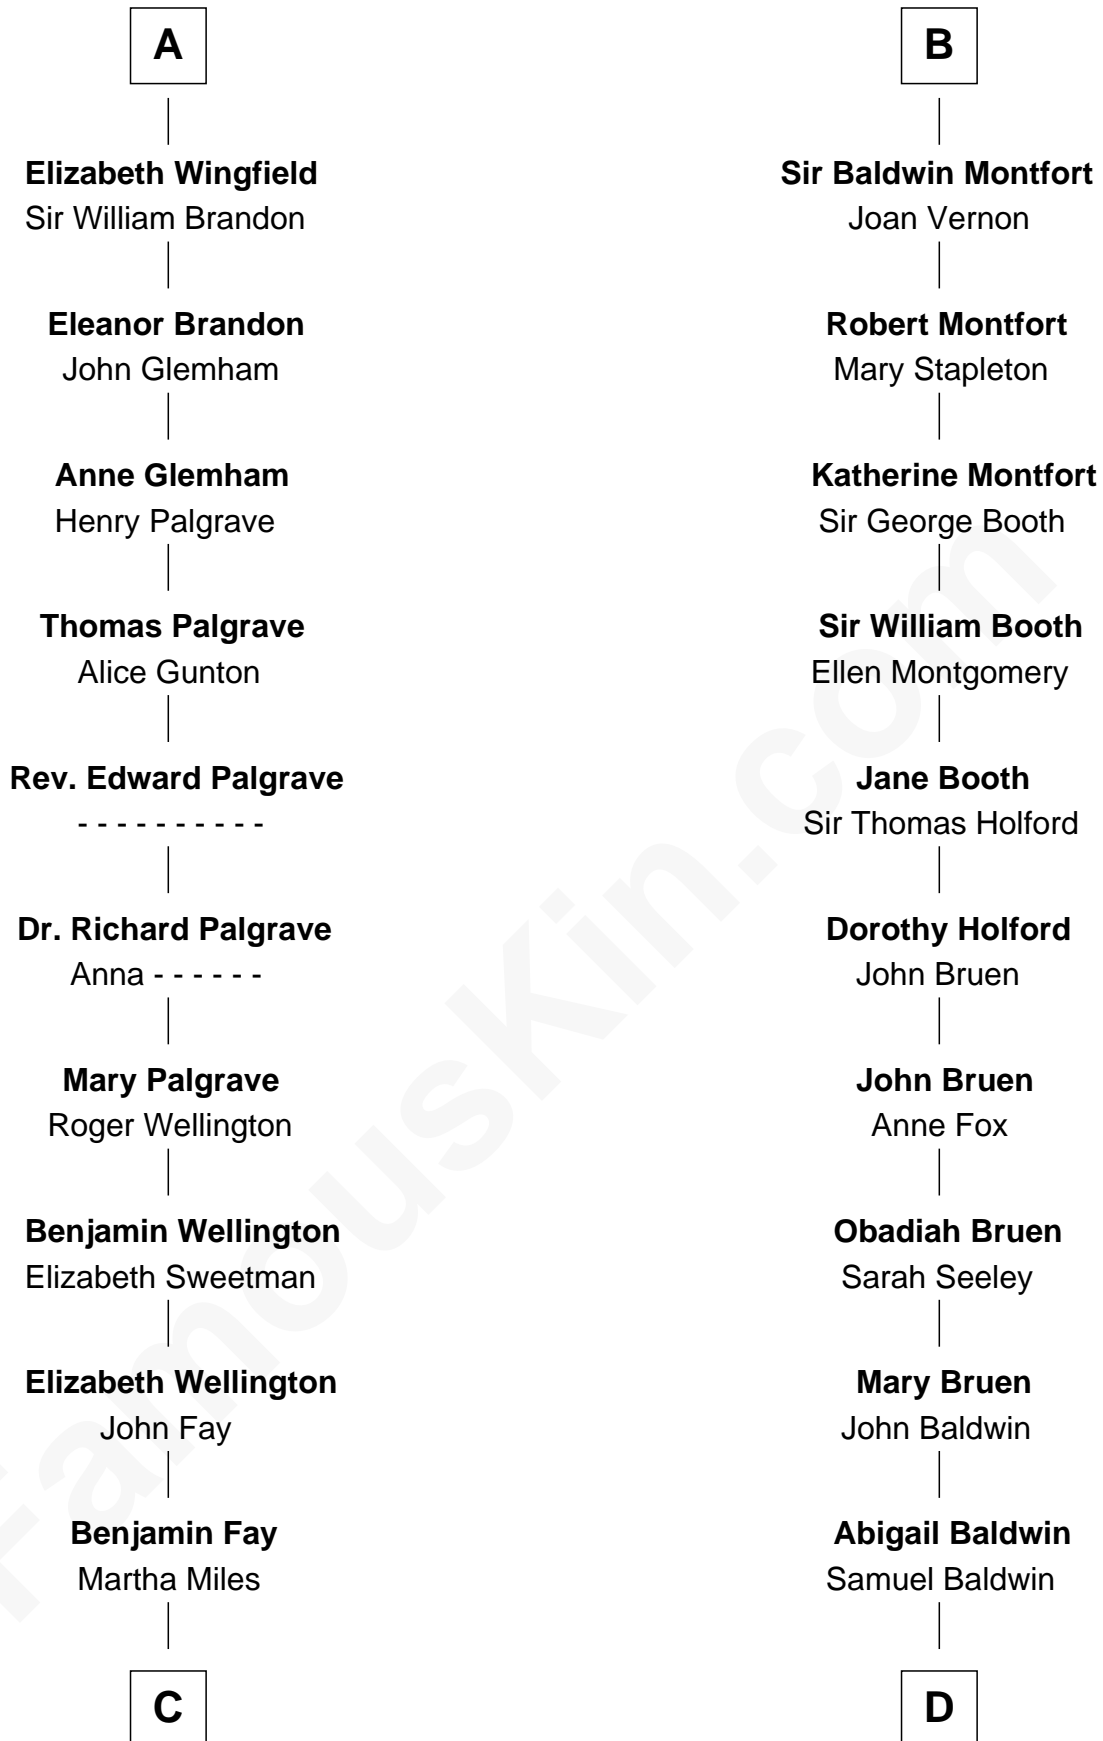 A
Elizabeth Wingfield
Sir William Brandon
Eleanor Brandon
John Glemham
Anne Glemham
Henry Palgrave
Thomas Palgrave
Alice Gunton
Rev. Edward Palgrave
- - - - - - - - - -
Dr. Richard Palgrave
Anna - - - - - -
Mary Palgrave
Roger Wellington
Benjamin Wellington
Elizabeth Sweetman
Elizabeth Wellington
John Fay
Benjamin Fay
Martha Miles
C
B
Sir Baldwin Montfort
Joan Vernon
Robert Montfort
Mary Stapleton
Katherine Montfort
Sir George Booth
Sir William Booth
Ellen Montgomery
Jane Booth
Sir Thomas Holford
Dorothy Holford
John Bruen
John Bruen
Anne Fox
Obadiah Bruen
Sarah Seeley
Mary Bruen
John Baldwin
Abigail Baldwin
Samuel Baldwin
D
FamousKin.com